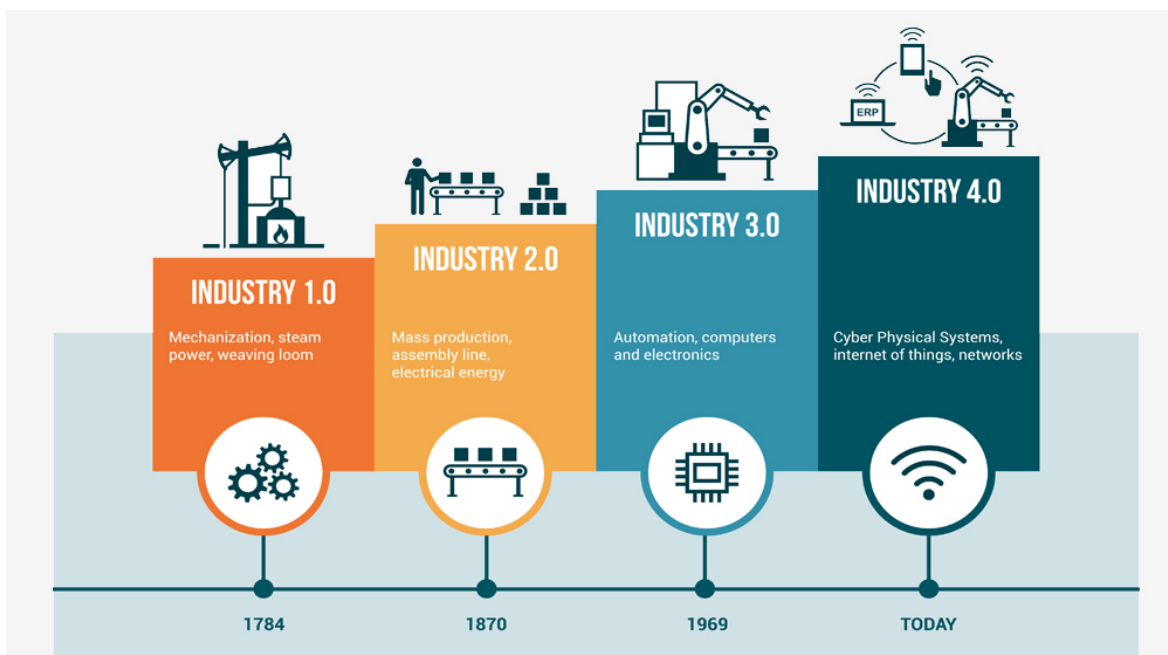 ERP
INDUSTRY 1.0
Mechanization, steam
power, weaving loom
INDUSTRY 2.0
Mass production,
assembly line,
electrical energy
INDUSTRY 3.0
Automation, computers
and electronics
INDUSTRY 4.0
Cyber Physical Systems,
internet of things, networks
1784
1870
1969
TODAY